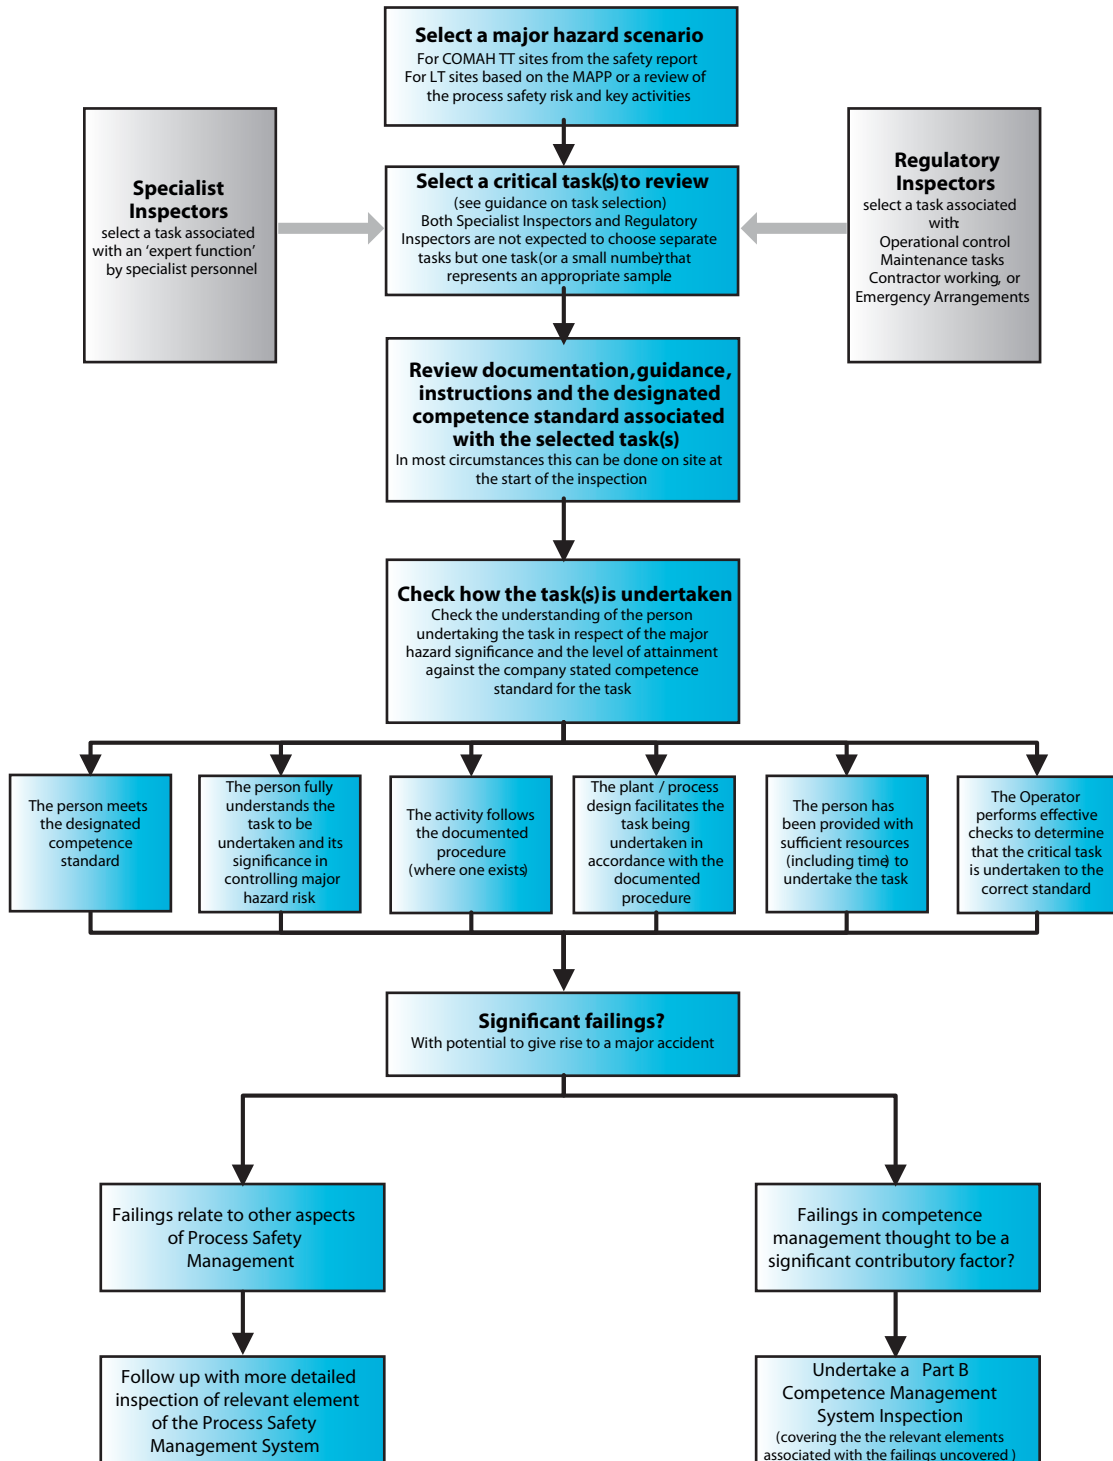 Select a major hazard scenario
For COMAH TT sites from the safety report
For LT sites based on the MAPP or a review of
the process safety risk and key activities
Specialist
Inspectors
select a task associated
with an ‘expert function’
by specialist personnel
Select a critical task(s) to review
(see guidance on task selection)
Both Specialist Inspectors and Regulatory
Inspectors are not expected to choose separate
tasks but one task (or a small number) that
represents an appropriate sample
Regulatory
Inspectors
select a task associated
with:
Operational control
Maintenance tasks
Contractor working, or
Emergency Arrangements
Review documentation, guidance,
instructions and the designated
competence standard associated
with the selected task(s)
In most circumstances this can be done on site at
the start of the inspection
Check how the task(s) is undertaken
Check the understanding of the person
undertaking the task in respect of the major
hazard significance and the level of attainment
against the company stated competence
standard for the task
The person meets
the designated
competence
standard
The person fully
understands the
task to be
undertaken and its
significance in
controlling major
hazard risk
The activity follows
the documented
procedure
(where one exists)
The plant / process
design facilitates the
task being
undertaken in
accordance with the
documented
procedure
The person has
been provided with
sufficient resources
(including time) to
undertake the task
The Operator
performs effective
checks to determine
that the critical task
is undertaken to the
correct standard
Significant failings?
With potential to give rise to a major accident
Failings relate to other aspects
of Process Safety
Management
Failings in competence
management thought to be a
significant contributory factor?
Follow up with more detailed
inspection of relevant element
of the Process Safety
Management System
Undertake a Part B
Competence Management
System Inspection
(covering the the relevant elements
associated with the failings uncovered )